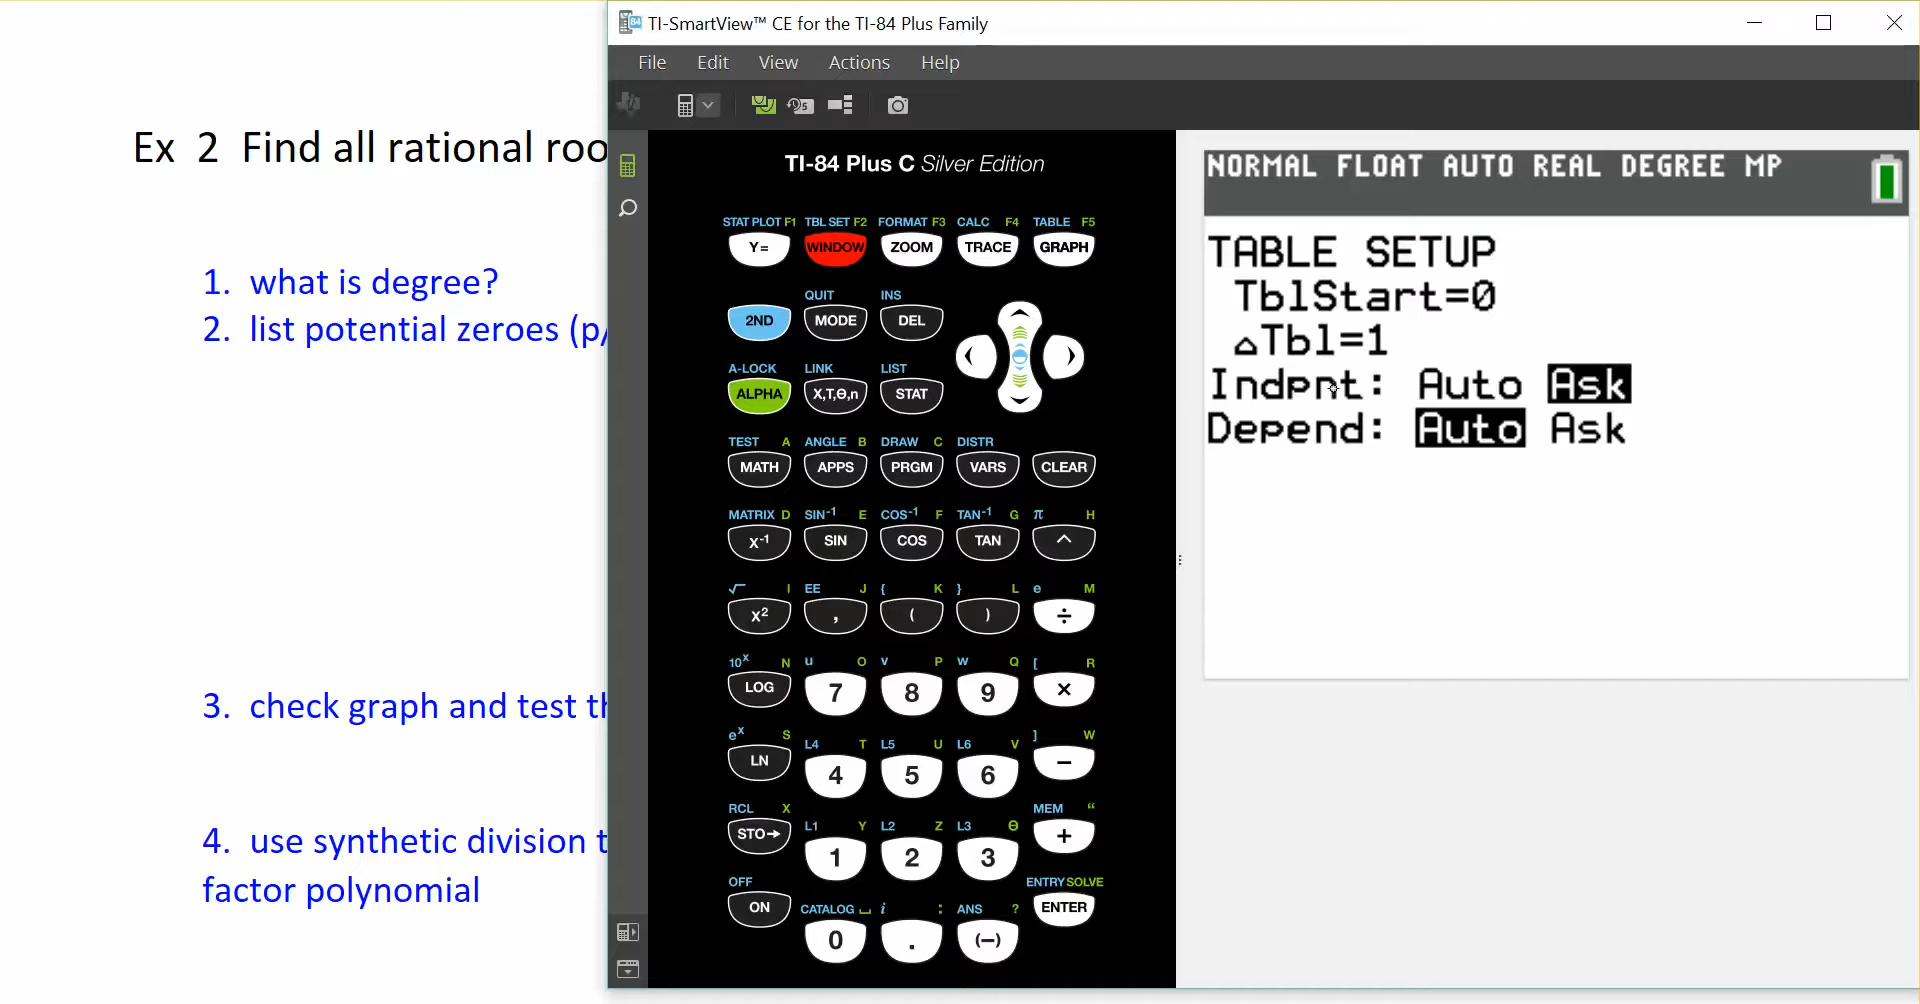 TI-SmartView™ CE for the TI-84 Plus Family
File Edit View Actions Help
Ex 2 Find all rational roo
1. what is degree?
2. list potential zeroes (p/
3. check graph and test th
4. use synthetic division t
factor polynomial
TI-84 Plus C Silver Edition
STAT PLOT F1 TBL SET F2 FORMAT F3 CALC F4 TABLE F5
Y= WINDOW ZOOM TRACE GRAPH
QUIT INS
2ND MODE DEL
A-LOCK LINK LIST
ALPHA X,T,Θ,n STAT
TEST A ANGLE B DRAW C DISTR
MATH APPS PRGM VARS CLEAR
MATRIX D SIN⁻¹ E COS⁻¹ F TAN⁻¹ G π H
X⁻¹ SIN COS TAN ^
√ I EE J { K } L e M
X² , ( ) ÷
10ˣ N u O v P w Q [ R
LOG 7 8 9 ×
eˣ S L4 T L5 U L6 V ] W
LN 4 5 6 −
RCL X L1 Y L2 Z L3 Θ MEM “
STO→ 1 2 3 +
OFF CATALOG ⎵ i : ANS ? ENTRY SOLVE
ON 0 . (−) ENTER
NORMAL FLOAT AUTO REAL DEGREE MP
TABLE SETUP
TblStart=0
△Tbl=1
Indpnt: Auto Ask
Depend: Auto Ask